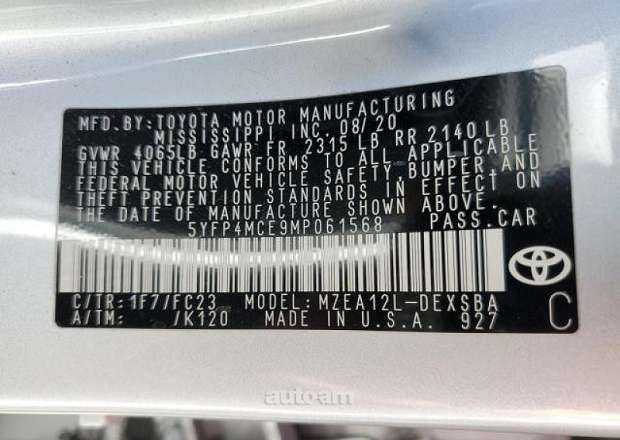 MFD.BY:TOYOTA MOTOR MANUFACTURING
MISSISSIPPI INC. 08/20
GVWR 4065LB GAWR FR 2315 LB RR 2140 LB
THIS VEHICLE CONFORMS TO ALL APPLICABLE
FEDERAL MOTOR VEHICLE SAFETY,BUMPER,AND
THEFT PREVENTION STANDARDS IN EFFECT ON
THE DATE OF MANUFACTURE SHOWN ABOVE.
5YFP4MCE9MP061568 PASS.CAR
C/TR:1F7/FC23 MODEL:MZEA12L-DEXSBA
A/TM: /K120 MADE IN U.S.A. 927 C
autoam